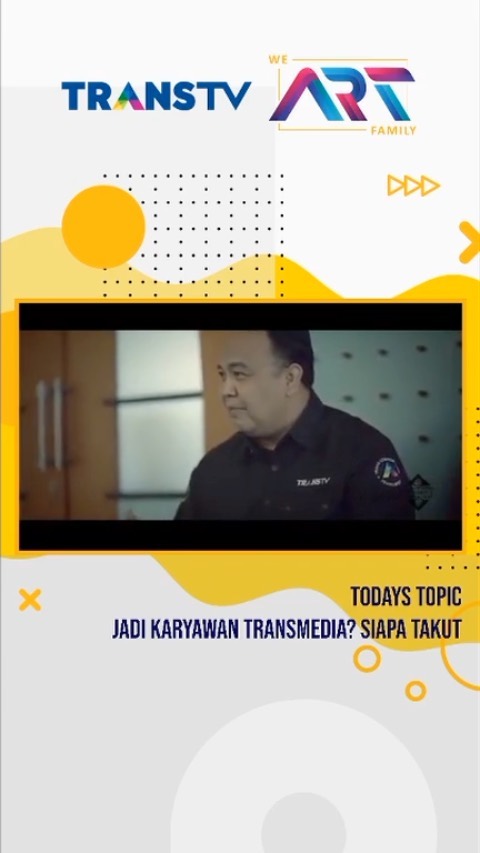 WE
TRANSTV ART
FAMILY
TRANSTV
TODAYS TOPIC
JADI KARYAWAN TRANSMEDIA? SIAPA TAKUT